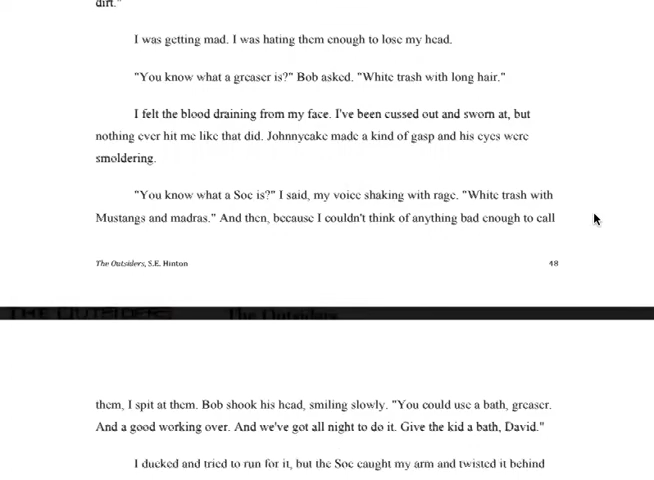 dirt."
I was getting mad. I was hating them enough to lose my head.
"You know what a greaser is?" Bob asked. "White trash with long hair."
I felt the blood draining from my face. I've been cussed out and sworn at, but
nothing ever hit me like that did. Johnnycake made a kind of gasp and his eyes were
smoldering.
"You know what a Soc is?" I said, my voice shaking with rage. "White trash with
Mustangs and madras." And then, because I couldn't think of anything bad enough to call
The Outsiders, S.E. Hinton 48
THE OUTSIDERS The Outsiders
them, I spit at them. Bob shook his head, smiling slowly. "You could use a bath, greaser.
And a good working over. And we've got all night to do it. Give the kid a bath, David."
I ducked and tried to run for it, but the Soc caught my arm and twisted it behind